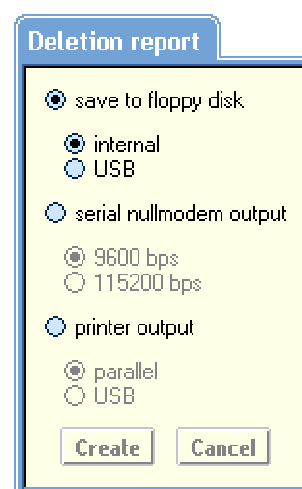 Deletion report
save to floppy disk
internal
USB
serial nullmodem output
9600 bps
115200 bps
printer output
parallel
USB
Create Cancel